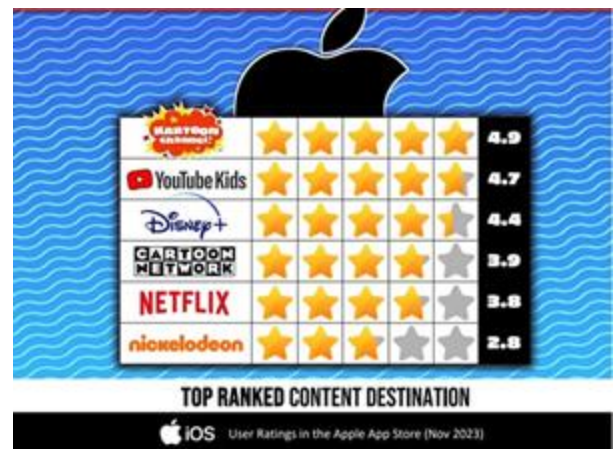 KARTOON
CHANNEL!
4.9
YouTube Kids
4.7
Disney+
4.4
CARTOON
NETWORK
3.9
NETFLIX
3.8
nickelodeon
2.8
TOP RANKED CONTENT DESTINATION
iOS User Ratings in the Apple App Store (Nov 2023)